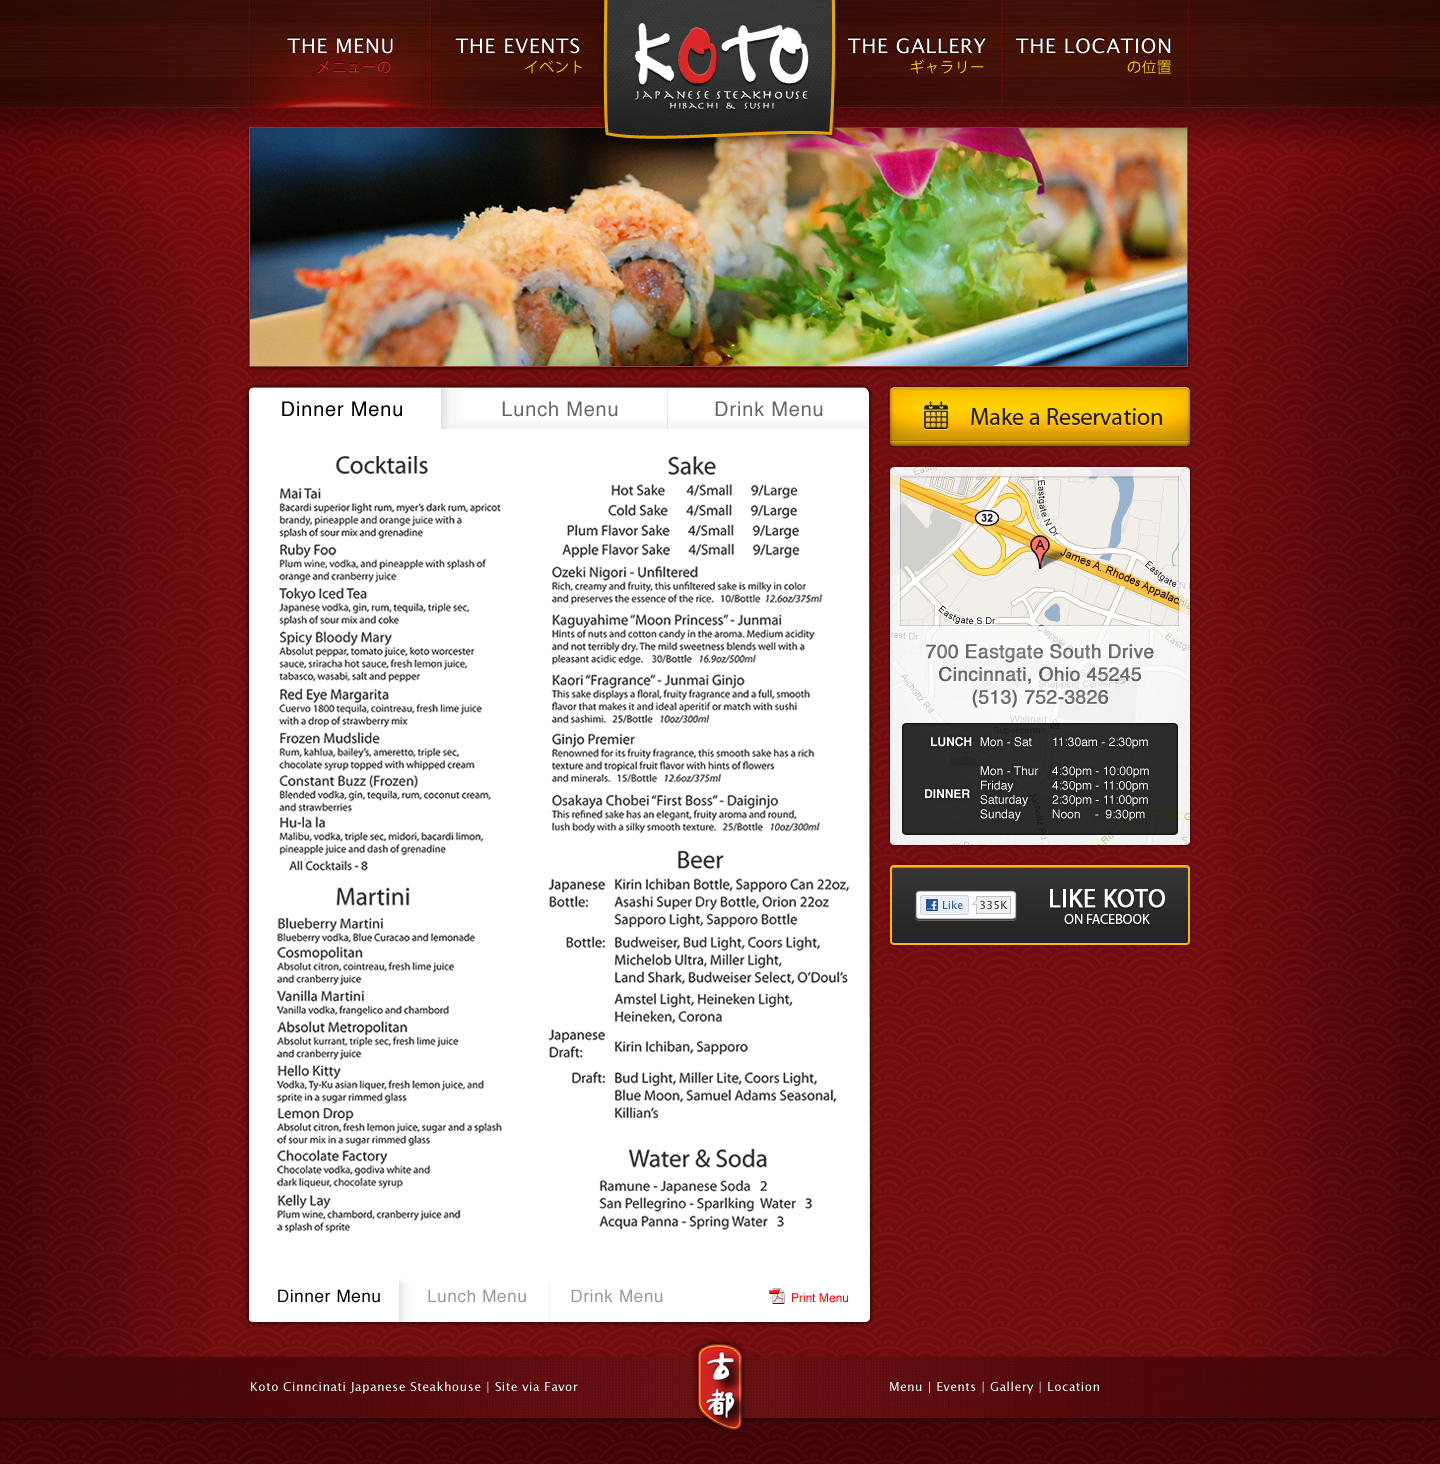 THE MENU
メニューの
THE EVENTS
イベント
KOTO
JAPANESE STEAKHOUSE
HIBACHI & SUSHI
THE GALLERY
ギャラリー
THE LOCATION
の位置
Dinner Menu
Lunch Menu
Drink Menu
Cocktails
Mai Tai
Bacardi superior light rum, myer's dark rum, apricot
brandy, pineapple and orange juice with a
splash of sour mix and grenadine
Ruby Foo
Plum wine, vodka, and pineapple with splash of
orange and cranberry juice
Tokyo Iced Tea
Japanese vodka, gin, rum, tequila, triple sec,
splash of sour mix and coke
Spicy Bloody Mary
Absolut peppar, tomato juice, koto worcester
sauce, sriracha hot sauce, fresh lemon juice,
tabasco, wasabi, salt and pepper
Red Eye Margarita
Cuervo 1800 tequila, cointreau, fresh lime juice
with a drop of strawberry mix
Frozen Mudslide
Rum, kahlua, bailey's, ameretto, triple sec,
chocolate syrup topped with whipped cream
Constant Buzz (Frozen)
Blended vodka, gin, tequila, rum, coconut cream,
and strawberries
Hu-la la
Malibu, vodka, triple sec, midori, bacardi limon,
pineapple juice and dash of grenadine
All Cocktails - 8
Martini
Blueberry Martini
Blueberry vodka, Blue Curacao and lemonade
Cosmopolitan
Absolut citron, cointreau, fresh lime juice
and cranberry juice
Vanilla Martini
Vanilla vodka, frangelico and chambord
Absolut Metropolitan
Absolut kurrant, triple sec, fresh lime juice
and cranberry juice
Hello Kitty
Vodka, Ty-Ku asian liquer, fresh lemon juice, and
sprite in a sugar rimmed glass
Lemon Drop
Absolut citron, fresh lemon juice, sugar and a splash
of sour mix in a sugar rimmed glass
Chocolate Factory
Chocolate vodka, godiva white and
dark liqueur, chocolate syrup
Kelly Lay
Plum wine, chambord, cranberry juice and
a splash of sprite
Sake
Hot Sake 4/Small 9/Large
Cold Sake 4/Small 9/Large
Plum Flavor Sake 4/Small 9/Large
Apple Flavor Sake 4/Small 9/Large
Ozeki Nigori - Unfiltered
Rich, creamy and fruity, this unfiltered sake is milky in color
and preserves the essence of the rice. 10/Bottle 12.6oz/375ml
Kaguyahime "Moon Princess" - Junmai
Hints of nuts and cotton candy in the aroma. Medium acidity
and not terribly dry. The mild sweetness blends well with a
pleasant acidic edge. 30/Bottle 16.9oz/500ml
Kaori "Fragrance" - Junmai Ginjo
This sake displays a floral, fruity fragrance and a full, smooth
flavor that makes it and ideal aperitif or match with sushi
and sashimi. 25/Bottle 10oz/300ml
Ginjo Premier
Renowned for its fruity fragrance, this smooth sake has a rich
texture and tropical fruit flavor with hints of flowers
and minerals. 15/Bottle 12.6oz/375ml
Osakaya Chobei "First Boss" - Daiginjo
This refined sake has an elegant, fruity aroma and round,
lush body with a silky smooth texture. 25/Bottle 10oz/300ml
Beer
Japanese Bottle: Kirin Ichiban Bottle, Sapporo Can 22oz,
Asashi Super Dry Bottle, Orion 22oz
Sapporo Light, Sapporo Bottle
Bottle: Budweiser, Bud Light, Coors Light,
Michelob Ultra, Miller Light,
Land Shark, Budweiser Select, O'Doul's
Amstel Light, Heineken Light,
Heineken, Corona
Japanese Draft: Kirin Ichiban, Sapporo
Draft: Bud Light, Miller Lite, Coors Light,
Blue Moon, Samuel Adams Seasonal,
Killian's
Water & Soda
Ramune - Japanese Soda 2
San Pellegrino - Sparlking Water 3
Acqua Panna - Spring Water 3
Dinner Menu
Lunch Menu
Drink Menu
Print Menu
Make a Reservation
32
Eastgate N Dr
A
James A. Rhodes Appalac
Eastgate
Eastgate S Dr
700 Eastgate South Drive
Cincinnati, Ohio 45245
(513) 752-3826
LUNCH Mon - Sat 11:30am - 2:30pm
DINNER
Mon - Thur 4:30pm - 10:00pm
Friday 4:30pm - 11:00pm
Saturday 2:30pm - 11:00pm
Sunday Noon - 9:30pm
Like 335K
LIKE KOTO
ON FACEBOOK
Koto Cinncinati Japanese Steakhouse | Site via Favor
古都
Menu | Events | Gallery | Location